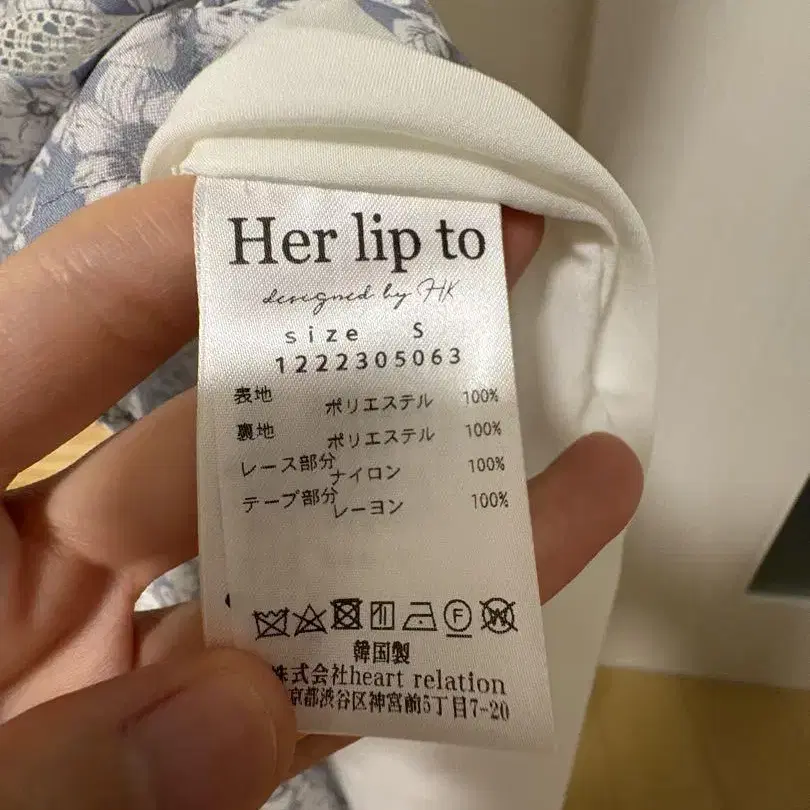 Her lip to
designed by HK
size S
1222305063
表地 ポリエステル 100%
裏地 ポリエステル 100%
レース部分 ナイロン 100%
テープ部分 レーヨン 100%
F W
韓国製
株式会社heart relation
京都渋谷区神宮前5丁目7-20